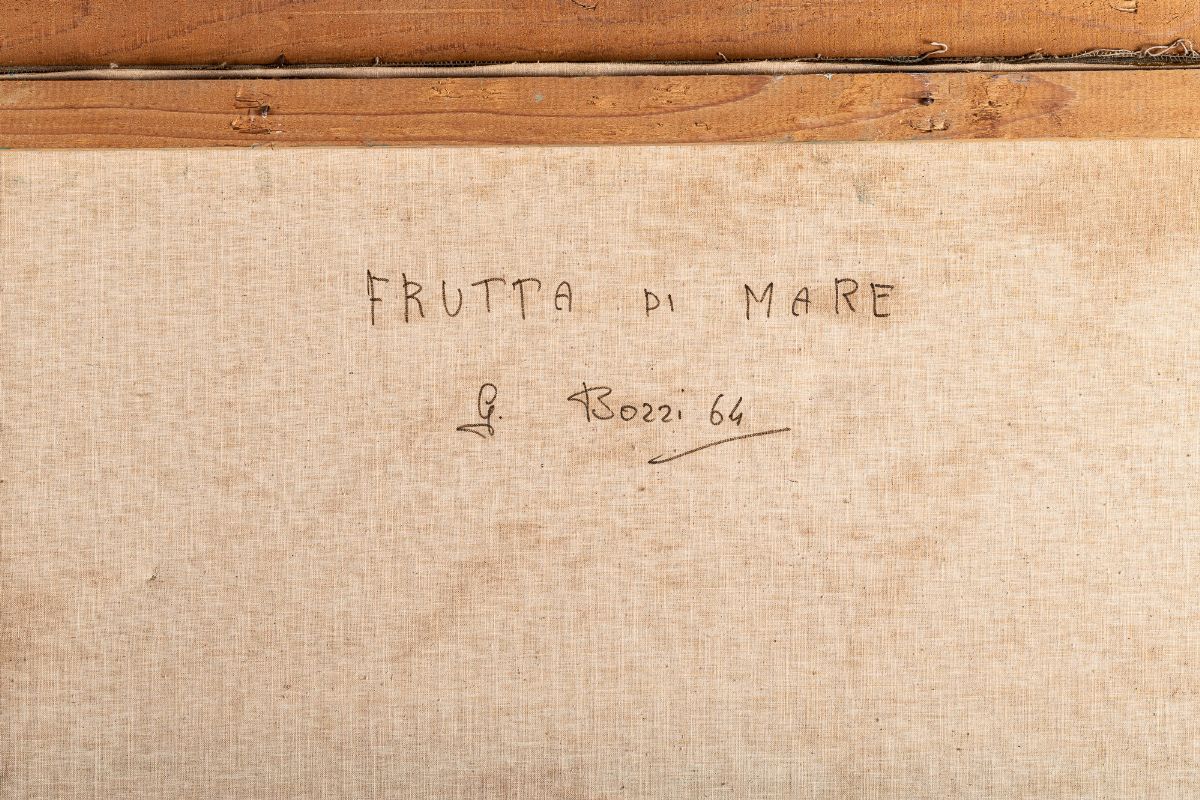 FRUTTA DI MARE
G. Bozzi 64